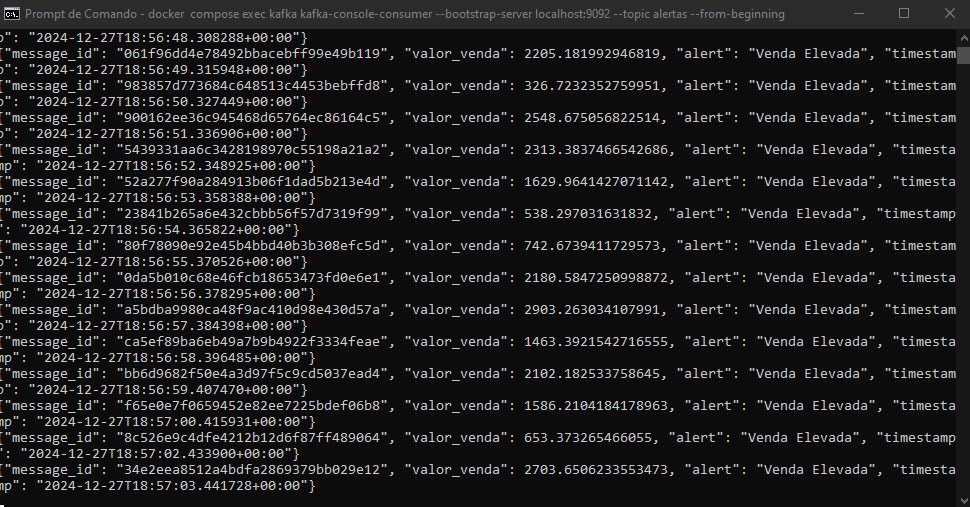 Prompt de Comando - docker compose exec kafka kafka-console-consumer --bootstrap-server localhost:9092 --topic alertas --from-beginning
p": "2024-12-27T18:56:48.308288+00:00"}
{"message_id": "061f96dd4e78492bbacebff99e49b119", "valor_venda": 2205.181992946819, "alert": "Venda Elevada", "timestam
p": "2024-12-27T18:56:49.315948+00:00"}
{"message_id": "983857d773684c648513c4453bebffd8", "valor_venda": 326.7232352759951, "alert": "Venda Elevada", "timestam
p": "2024-12-27T18:56:50.327449+00:00"}
{"message_id": "900162ee36c945468d65764ec86164c5", "valor_venda": 2548.675056822514, "alert": "Venda Elevada", "timestam
p": "2024-12-27T18:56:51.336906+00:00"}
{"message_id": "5439331aa6c3428198970c55198a21a2", "valor_venda": 2313.3837466542686, "alert": "Venda Elevada", "timesta
mp": "2024-12-27T18:56:52.348925+00:00"}
{"message_id": "52a277f90a284913b06f1dad5b213e4d", "valor_venda": 1629.9641427071142, "alert": "Venda Elevada", "timesta
mp": "2024-12-27T18:56:53.358388+00:00"}
{"message_id": "23841b265a6e432cbbb56f57d7319f99", "valor_venda": 538.297031631832, "alert": "Venda Elevada", "timestamp
": "2024-12-27T18:56:54.365822+00:00"}
{"message_id": "80f78090e92e45b4bbd40b3b308efc5d", "valor_venda": 742.6739411729573, "alert": "Venda Elevada", "timestam
p": "2024-12-27T18:56:55.370526+00:00"}
{"message_id": "0da5b010c68e46fcb18653473fd0e6e1", "valor_venda": 2180.5847250998872, "alert": "Venda Elevada", "timesta
mp": "2024-12-27T18:56:56.378295+00:00"}
{"message_id": "a5bdba9980ca48f9ac410d98e430d57a", "valor_venda": 2903.263034107991, "alert": "Venda Elevada", "timestam
p": "2024-12-27T18:56:57.384398+00:00"}
{"message_id": "ca5ef89ba6eb49a7b9b4922f3334feae", "valor_venda": 1463.3921542716555, "alert": "Venda Elevada", "timesta
mp": "2024-12-27T18:56:58.396485+00:00"}
{"message_id": "bb6d9682f50e4a3d97f5c9cd5037ead4", "valor_venda": 2102.182533758645, "alert": "Venda Elevada", "timestam
p": "2024-12-27T18:56:59.407470+00:00"}
{"message_id": "f65e0e7f0659452e82ee7225bdef06b8", "valor_venda": 1586.2104184178963, "alert": "Venda Elevada", "timesta
mp": "2024-12-27T18:57:00.415931+00:00"}
{"message_id": "8c526e9c4dfe4212b12d6f87ff489064", "valor_venda": 653.373265466055, "alert": "Venda Elevada", "timestamp
": "2024-12-27T18:57:02.433900+00:00"}
{"message_id": "34e2eea8512a4bdfa2869379bb029e12", "valor_venda": 2703.6506233553473, "alert": "Venda Elevada", "timesta
mp": "2024-12-27T18:57:03.441728+00:00"}